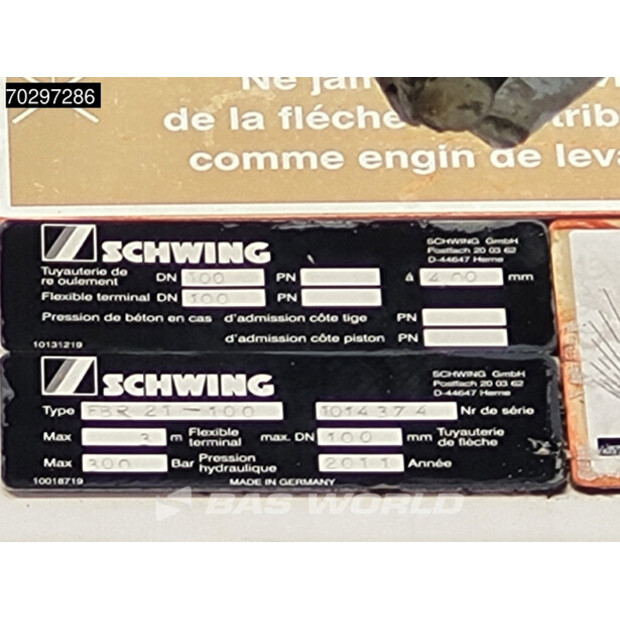 70297286
Ne jam
de la fléche
trib
comme engin de leva
SCHWING
SCHWING GmbH
Postfach 20 03 62
D-44647 Herne
Tuyauterie de re oulement DN 100 PN á 4.00 mm
Flexible terminal DN 100 PN
Pression de béton en cas d'admission côte tige PN
d'admission côte piston PN
10131219
SCHWING
SCHWING GmbH
Postfach 20 03 62
D-44647 Herne
Type FBR 21-100 1014374 Nr de série
Max 3 m Flexible terminal max. DN 100 mm Tuyauterie de flèche
Max 300 Bar Pression hydraulique 2011 Année
10018719
MADE IN GERMANY
BAS WORLD